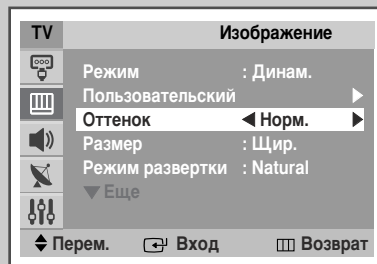 TV Изображение
Режим : Динам.
Пользовательский
Оттенок Норм.
Размер : Щир.
Режим развертки : Natural
Еще
Перем. Вход Возврат